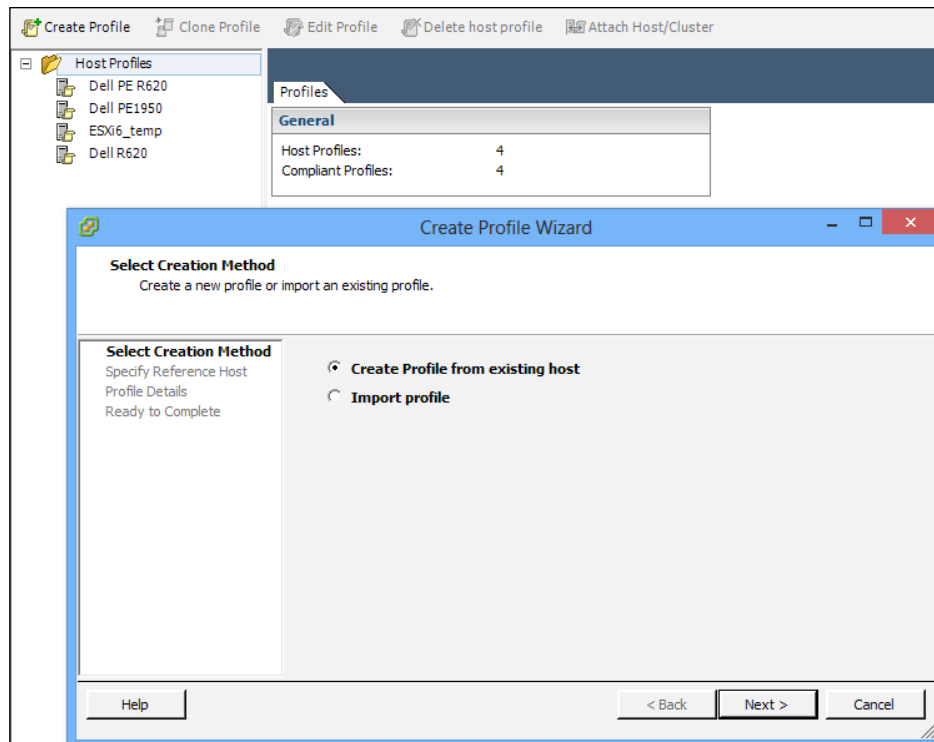 Create Profile Clone Profile Edit Profile Delete host profile Attach Host/Cluster
Host Profiles
Dell PE R620
Dell PE1950
ESXi6_temp
Dell R620
Profiles
General
Host Profiles: 4
Compliant Profiles: 4
Create Profile Wizard
Select Creation Method
Create a new profile or import an existing profile.
Select Creation Method
Specify Reference Host
Profile Details
Ready to Complete
Create Profile from existing host
Import profile
Help < Back Next > Cancel